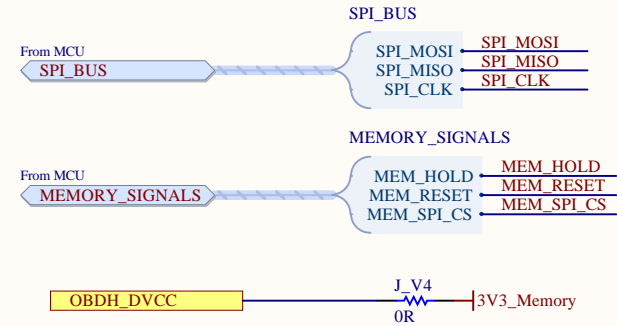 SPI_BUS
From MCU
SPI_BUS
SPI_MOSI SPI_MOSI
SPI_MISO SPI_MISO
SPI_CLK SPI_CLK
MEMORY_SIGNALS
From MCU
MEMORY_SIGNALS
MEM_HOLD MEM_HOLD
MEM_RESET MEM_RESET
MEM_SPI_CS MEM_SPI_CS
J_V4
OBDH_DVCC
3V3_Memory
0R